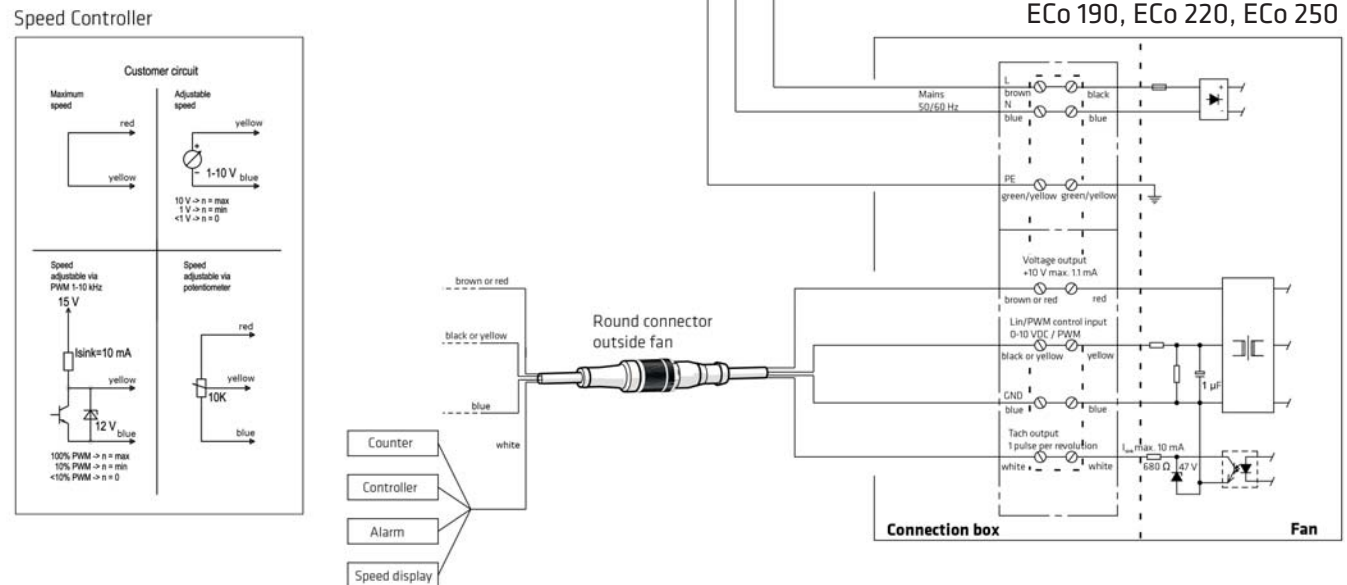 Speed Controller
Customer circuit
Maximum
speed
red
yellow
Adjustable
speed
yellow
+
1-10 V
-
blue
10 V -> n = max
1 V -> n = min
<1 V -> n = 0
Speed
adjustable via
PWM 1-10 kHz
15 V
Isink=10 mA
yellow
12 V
blue
100% PWM -> n = max
10% PWM -> n = min
<10% PWM -> n = 0
Speed
adjustable via
potentiometer
red
yellow
10K
blue
brown or red
black or yellow
blue
white
Counter
Controller
Alarm
Speed display
Round connector
outside fan
ECo 190, ECo 220, ECo 250
Mains
50/60 Hz
L
brown
black
N
blue
blue
+
-
PE
green/yellow
green/yellow
Voltage output
+10 V max. 1.1 mA
brown or red
red
Lin/PWM control input
0-10 VDC / PWM
black or yellow
yellow
1 µF
GND
blue
blue
Tach output
1 pulse per revolution
white
white
Isink max. 10 mA
680 Ω
47 V
Connection box
Fan